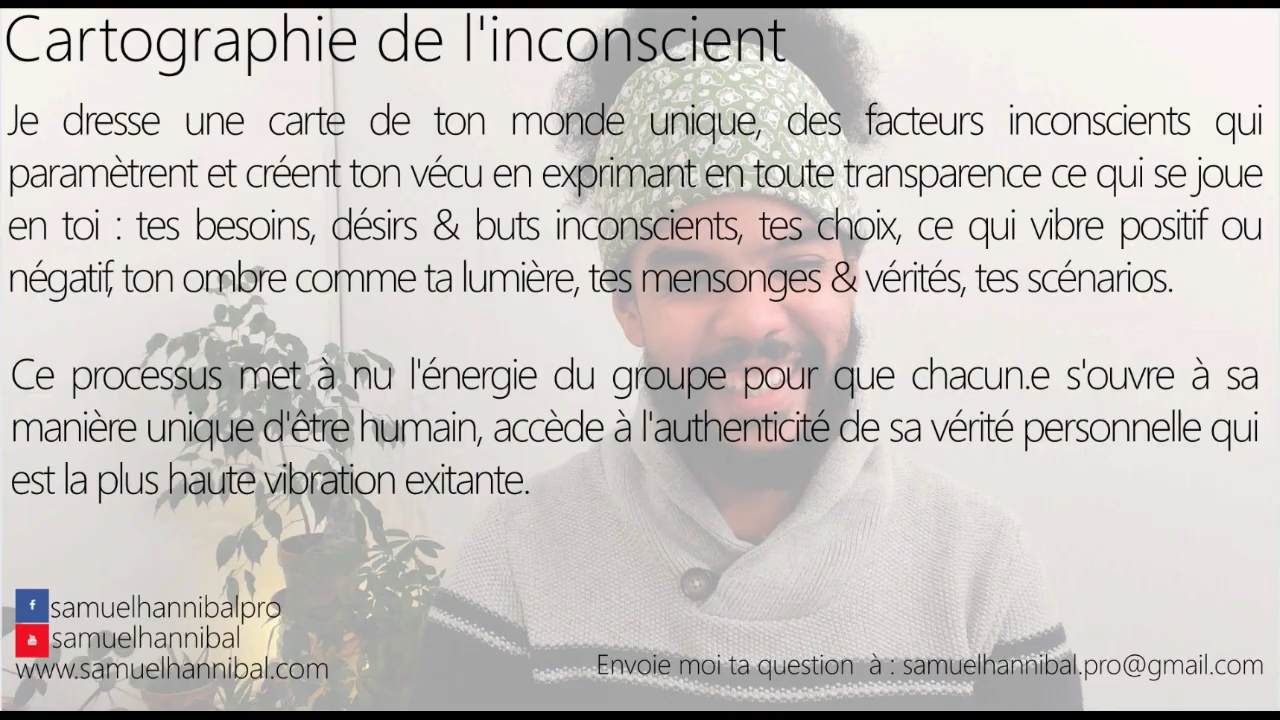 Cartographie de l'inconscient
Je dresse une carte de ton monde unique, des facteurs inconscients qui
paramètrent et créent ton vécu en exprimant en toute transparence ce qui se joue
en toi : tes besoins, désirs & buts inconscients, tes choix, ce qui vibre positif ou
négatif, ton ombre comme ta lumière, tes mensonges & vérités, tes scénarios.
Ce processus met à nu l'énergie du groupe pour que chacun.e s'ouvre à sa
manière unique d'être humain, accède à l'authenticité de sa vérité personnelle qui
est la plus haute vibration exitante.
samuelhannibalpro
samuelhannibal
www.samuelhannibal.com
Envoie moi ta question à : samuelhannibal.pro@gmail.com